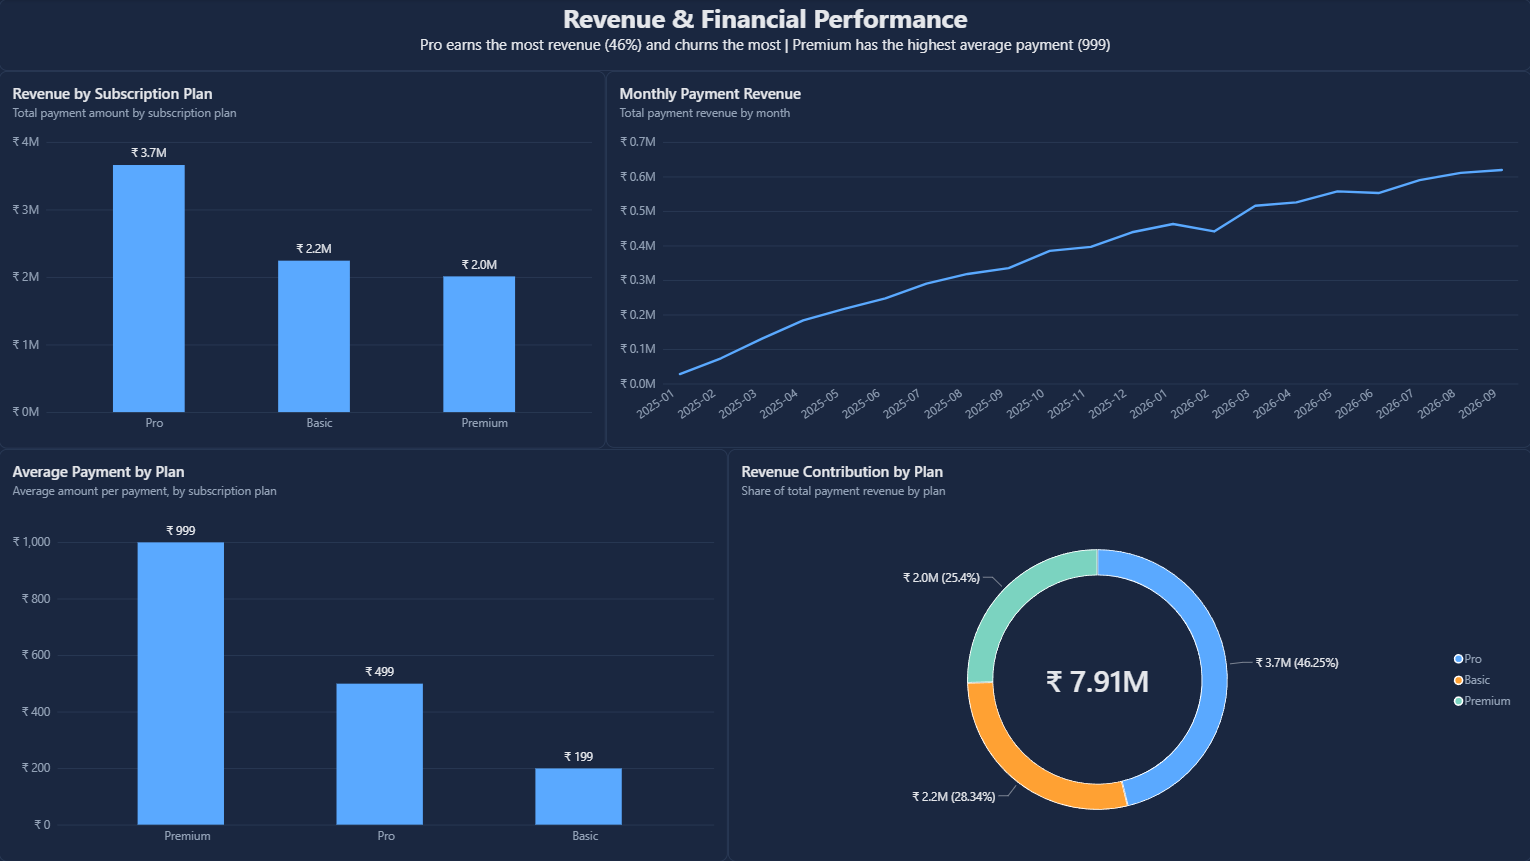 Revenue & Financial Performance
Pro earns the most revenue (46%) and churns the most | Premium has the highest average payment (999)
Revenue by Subscription Plan
Total payment amount by subscription plan
₹ 4M
₹ 3M
₹ 2M
₹ 1M
₹ 0M
₹ 3.7M
₹ 2.2M
₹ 2.0M
Pro
Basic
Premium
Monthly Payment Revenue
Total payment revenue by month
₹ 0.7M
₹ 0.6M
₹ 0.5M
₹ 0.4M
₹ 0.3M
₹ 0.2M
₹ 0.1M
₹ 0.0M
2025-01
2025-02
2025-03
2025-04
2025-05
2025-06
2025-07
2025-08
2025-09
2025-10
2025-11
2025-12
2026-01
2026-02
2026-03
2026-04
2026-05
2026-06
2026-07
2026-08
2026-09
Average Payment by Plan
Average amount per payment, by subscription plan
₹ 1,000
₹ 800
₹ 600
₹ 400
₹ 200
₹ 0
₹ 999
₹ 499
₹ 199
Premium
Pro
Basic
Revenue Contribution by Plan
Share of total payment revenue by plan
₹ 2.0M (25.4%)
₹ 3.7M (46.25%)
₹ 7.91M
₹ 2.2M (28.34%)
Pro
Basic
Premium